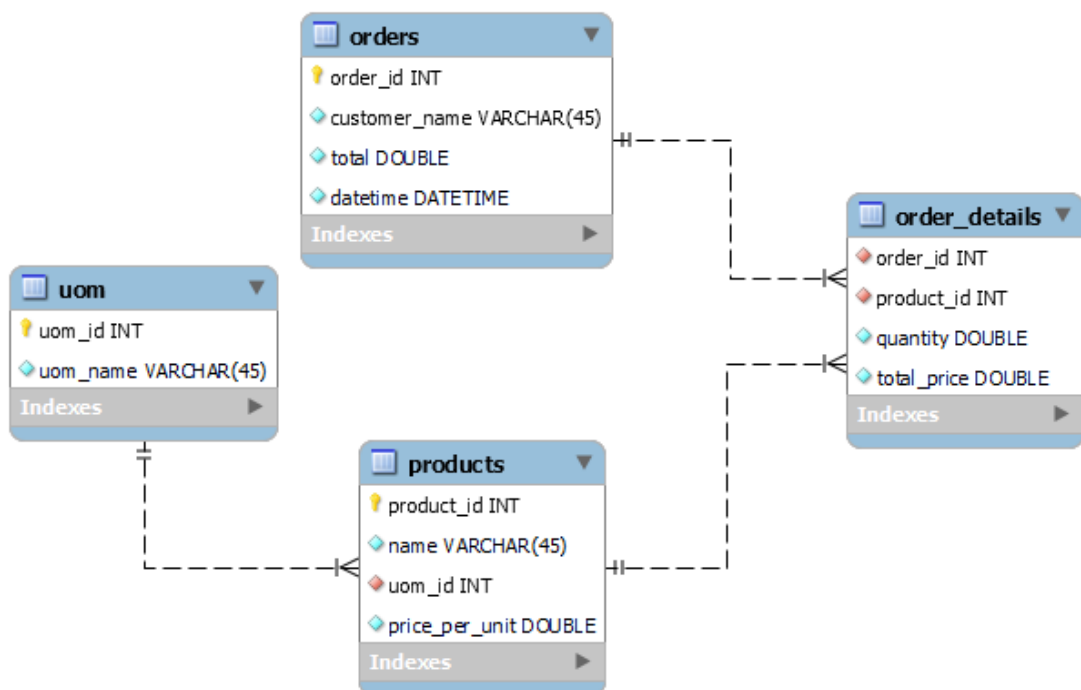 orders
order_id INT
customer_name VARCHAR(45)
total DOUBLE
datetime DATETIME
Indexes
order_details
order_id INT
product_id INT
quantity DOUBLE
total_price DOUBLE
Indexes
uom
uom_id INT
uom_name VARCHAR(45)
Indexes
products
product_id INT
name VARCHAR(45)
uom_id INT
price_per_unit DOUBLE
Indexes